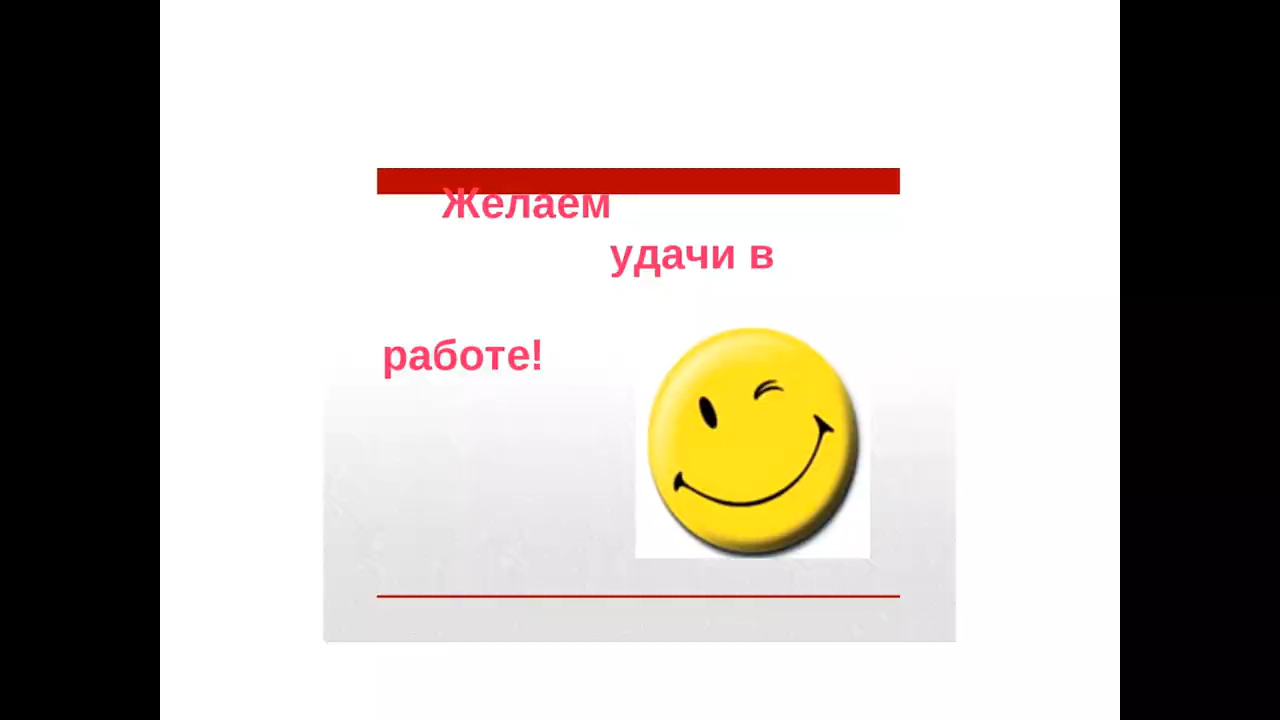 Желаем
удачи в
работе!